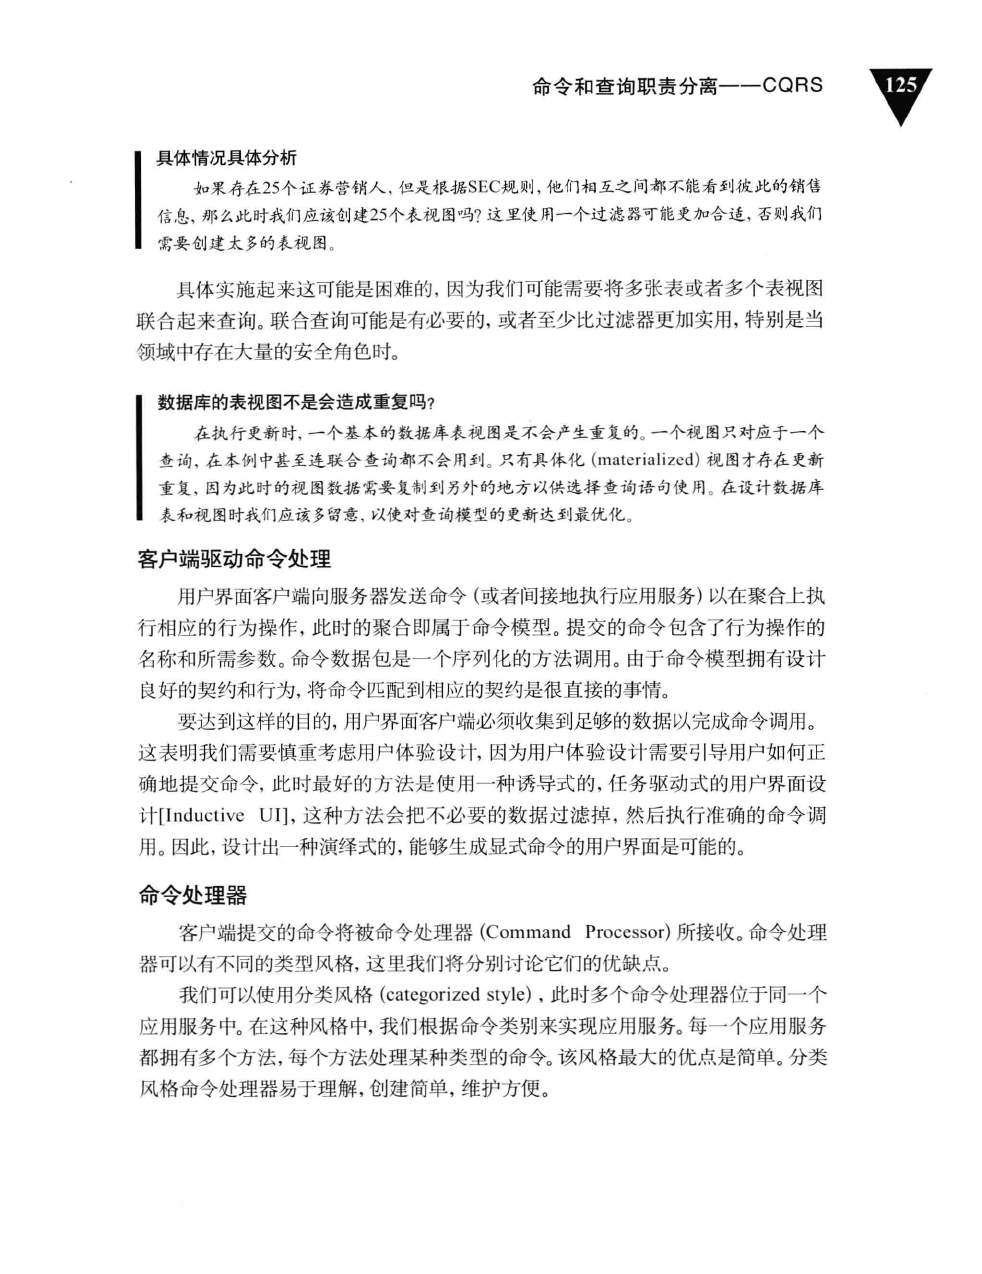 命令和查询职责分离——CQRS
125
具体情况具体分析
如果存在25个证券营销人，但是根据SEC规则，他们相互之间都不能看到彼此的销售
信息，那么此时我们应该创建25个表视图吗？这里使用一个过滤器可能更加合适，否则我们
需要创建太多的表视图。
具体实施起来这可能是困难的，因为我们可能需要将多张表或者多个表视图
联合起来查询。联合查询可能是有必要的，或者至少比过滤器更加实用，特别是当
领域中存在大量的安全角色时。
数据库的表视图不是会造成重复吗？
在执行更新时，一个基本的数据库表视图是不会产生重复的。一个视图只对应于一个
查询，在本例中甚至连联合查询都不会用到。只有具体化（materialized）视图才存在更新
重复，因为此时的视图数据需要复制到另外的地方以供选择查询语句使用。在设计数据库
表和视图时我们应该多留意，以使对查询模型的更新达到最优化。
客户端驱动命令处理
用户界面客户端向服务器发送命令（或者间接地执行应用服务）以在聚合上执
行相应的行为操作，此时的聚合即属于命令模型。提交的命令包含了行为操作的
名称和所需参数。命令数据包是一个序列化的方法调用。由于命令模型拥有设计
良好的契约和行为，将命令匹配到相应的契约是很直接的事情。
要达到这样的目的，用户界面客户端必须收集到足够的数据以完成命令调用。
这表明我们需要慎重考虑用户体验设计，因为用户体验设计需要引导用户如何正
确地提交命令，此时最好的方法是使用一种诱导式的，任务驱动式的用户界面设
计[Inductive UI]，这种方法会把不必要的数据过滤掉，然后执行准确的命令调
用。因此，设计出一种演绎式的，能够生成显式命令的用户界面是可能的。
命令处理器
客户端提交的命令将被命令处理器（Command Processor）所接收。命令处理
器可以有不同的类型风格，这里我们将分别讨论它们的优缺点。
我们可以使用分类风格（categorized style），此时多个命令处理器位于同一个
应用服务中。在这种风格中，我们根据命令类别来实现应用服务。每一个应用服务
都拥有多个方法，每个方法处理某种类型的命令。该风格最大的优点是简单。分类
风格命令处理器易于理解，创建简单，维护方便。